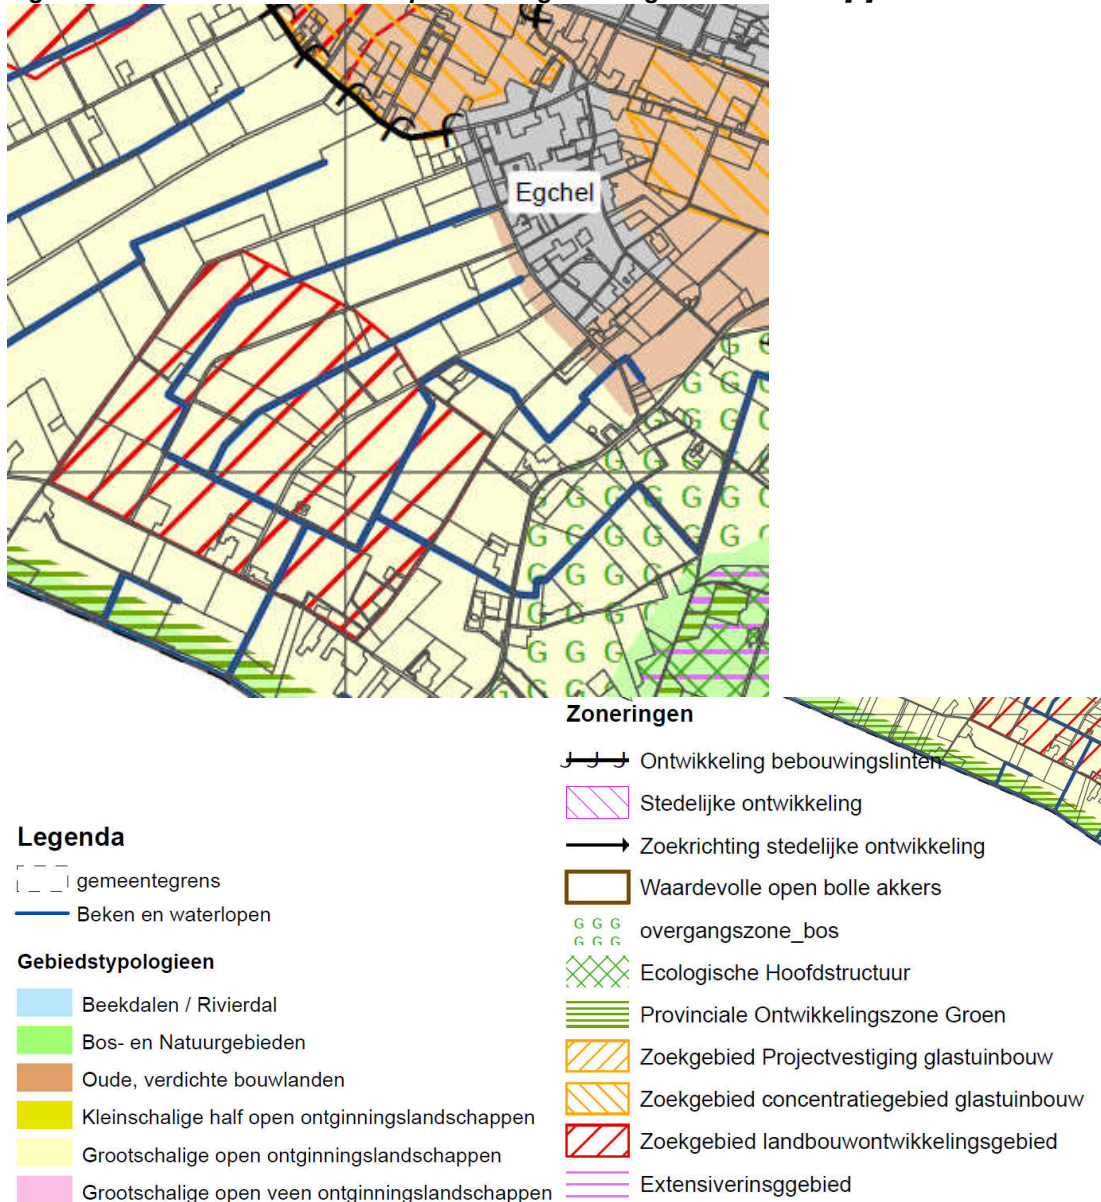 Egchel
Zoneringen
Ontwikkeling bebouwingslinten
Stedelijke ontwikkeling
Zoekrichting stedelijke ontwikkeling
Waardevolle open bolle akkers
G G G
G G G
overgangszone_bos
Ecologische Hoofdstructuur
Provinciale Ontwikkelingszone Groen
Zoekgebied Projectvestiging glastuinbouw
Zoekgebied concentratiegebied glastuinbouw
Zoekgebied landbouwontwikkelingsgebied
Extensiverinsggebied
Legenda
gemeentegrens
Beken en waterlopen
Gebiedstypologieen
Beekdalen / Rivierdal
Bos- en Natuurgebieden
Oude, verdichte bouwlanden
Kleinschalige half open ontginningslandschappen
Grootschalige open ontginningslandschappen
Grootschalige open veen ontginningslandschappen